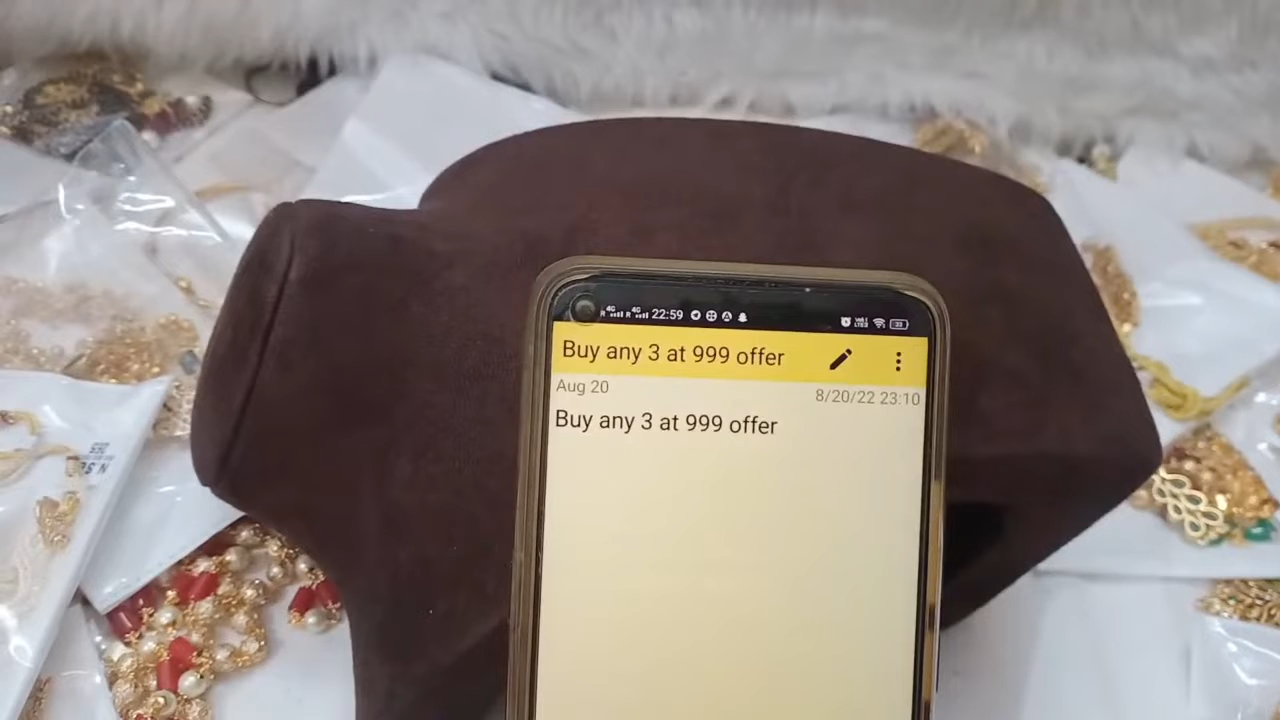 22:59
Buy any 3 at 999 offer
Aug 20
8/20/22 23:10
Buy any 3 at 999 offer